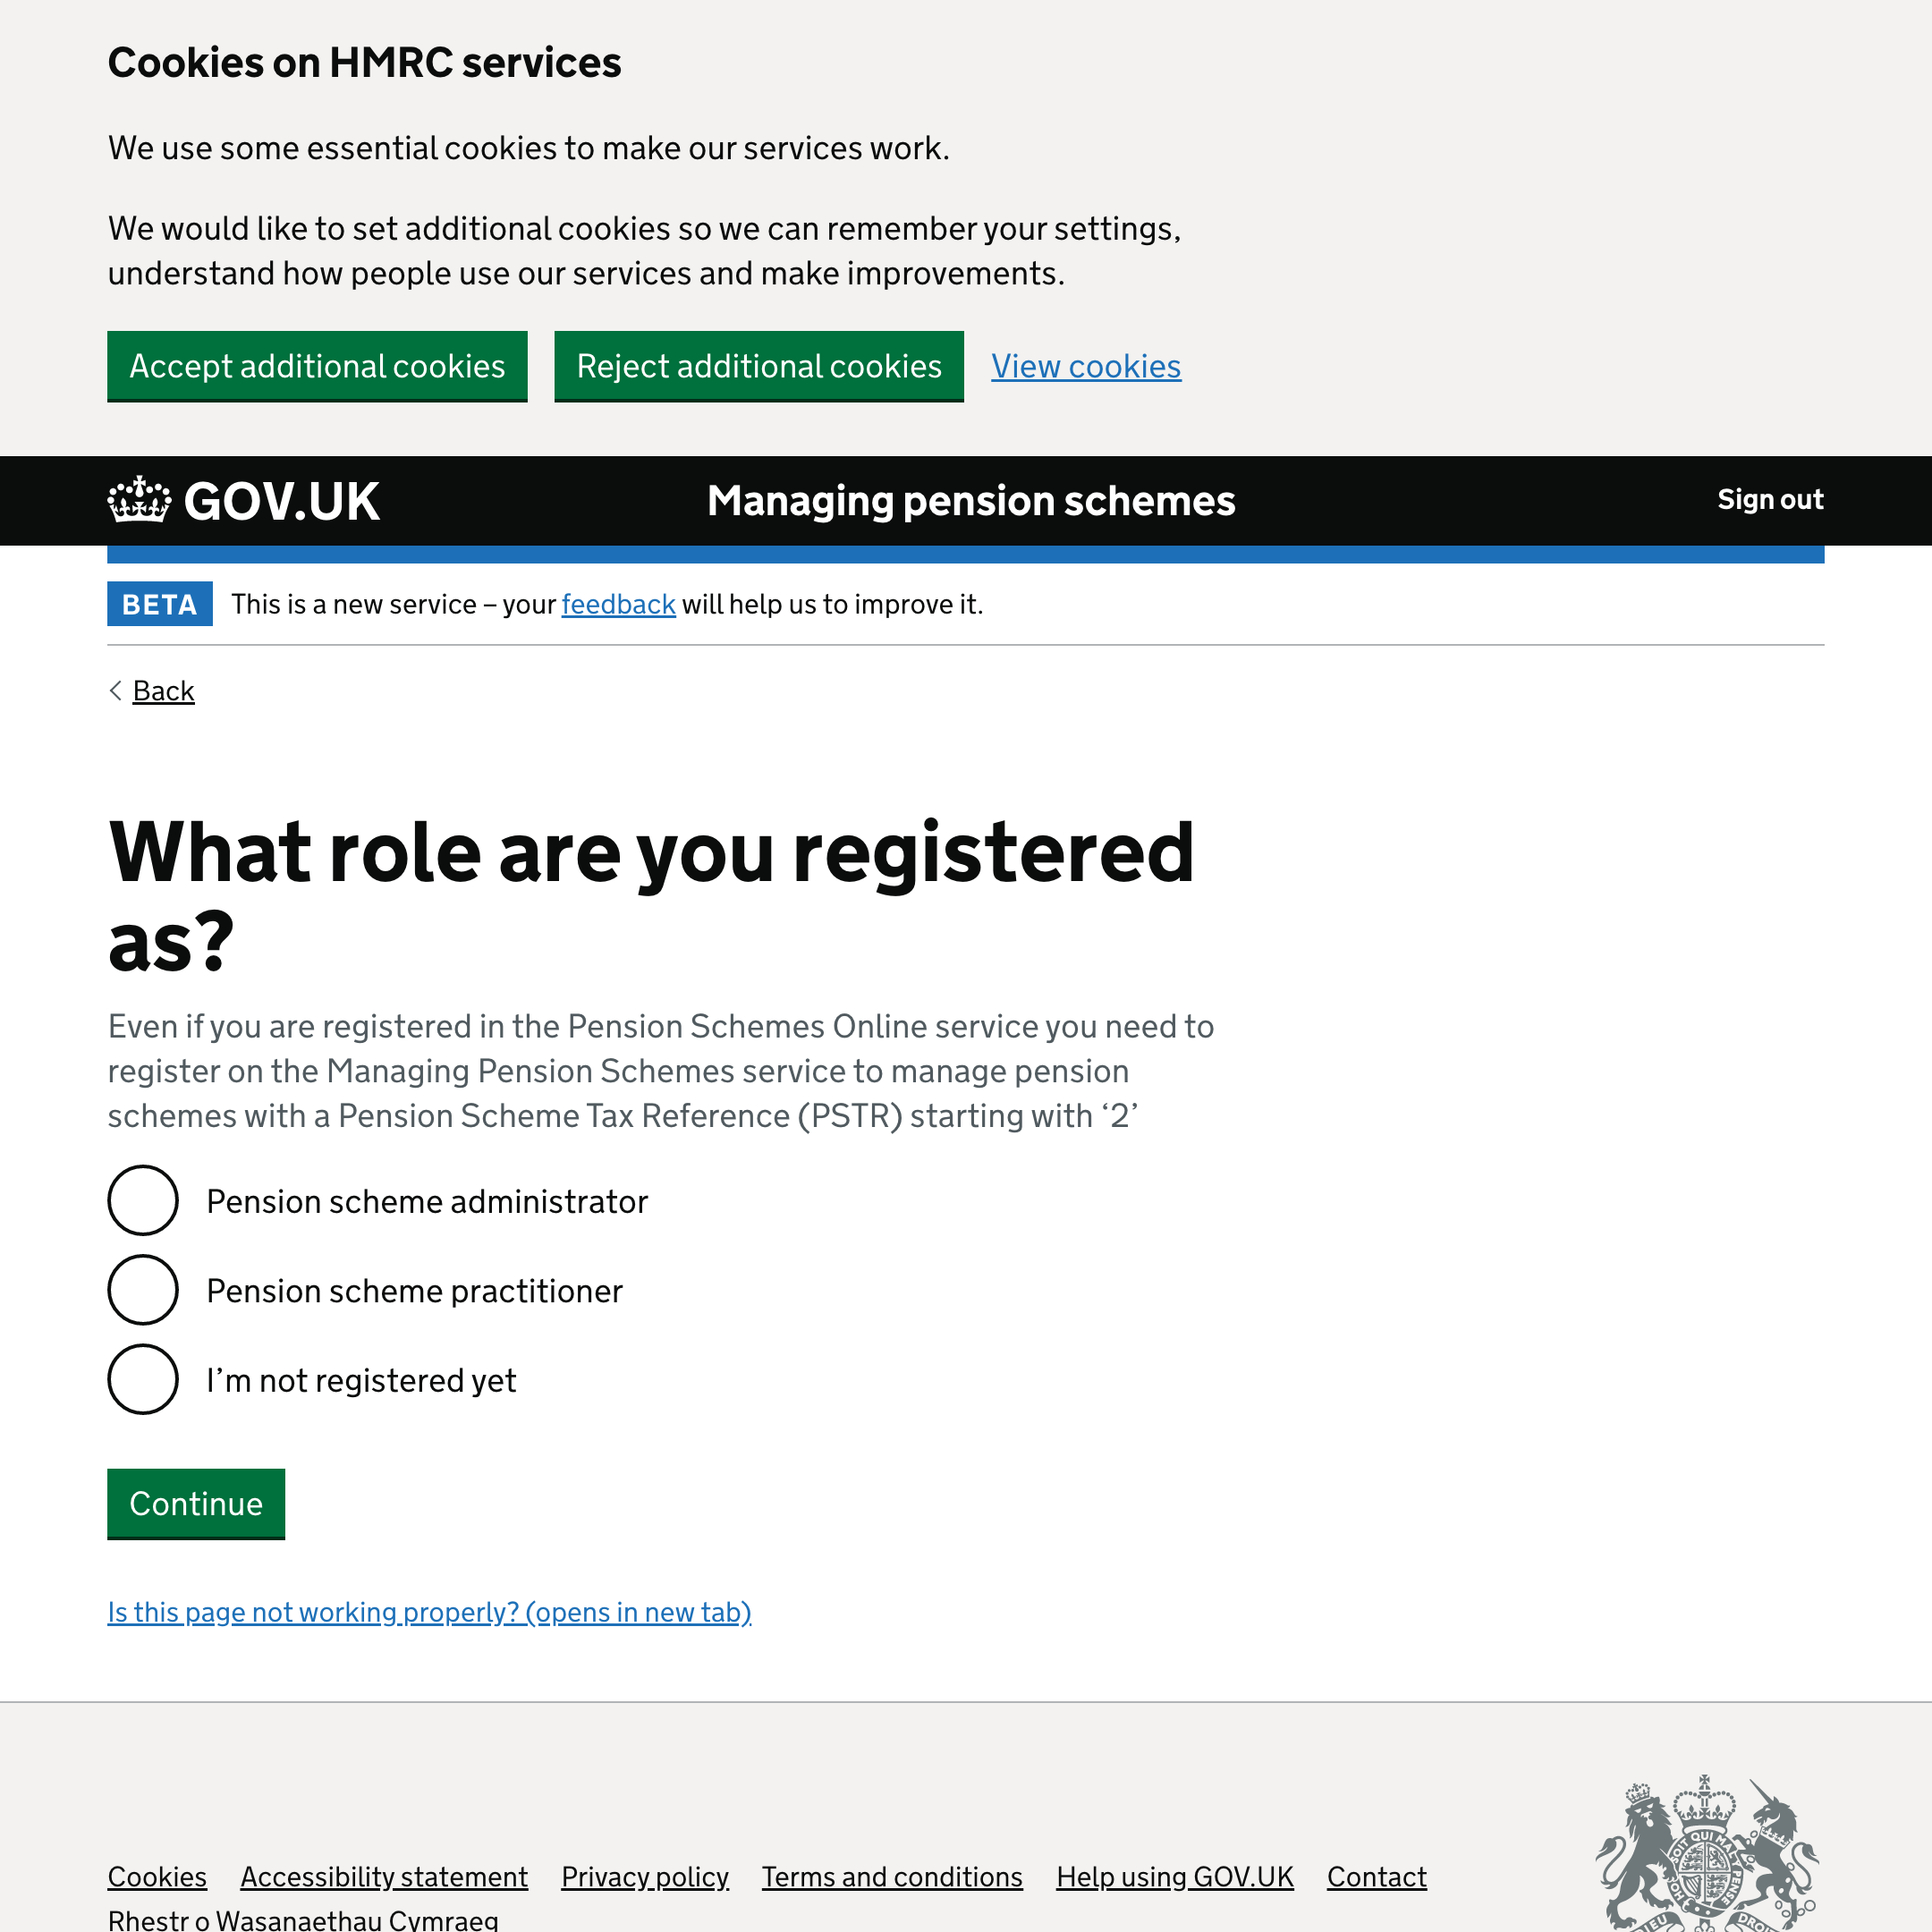 Cookies on HMRC services
We use some essential cookies to make our services work.
We would like to set additional cookies so we can remember your settings,
understand how people use our services and make improvements.
Accept additional cookies Reject additional cookies View cookies
GOV.UK Managing pension schemes Sign out
BETA This is a new service – your feedback will help us to improve it.
Back
What role are you registered
as?
Even if you are registered in the Pension Schemes Online service you need to
register on the Managing Pension Schemes service to manage pension
schemes with a Pension Scheme Tax Reference (PSTR) starting with ‘2’
Pension scheme administrator
Pension scheme practitioner
I’m not registered yet
Continue
Is this page not working properly? (opens in new tab)
Cookies Accessibility statement Privacy policy Terms and conditions Help using GOV.UK Contact
Rhestr o Wasanaethau Cymraeg